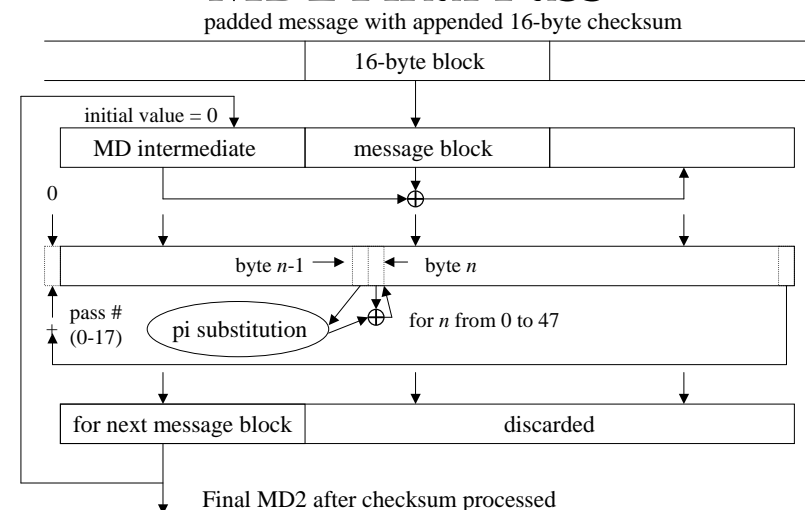 padded message with appended 16-byte checksum
16-byte block
initial value = 0
MD intermediate
message block
0
byte n-1
byte n
pass #
(0-17)
pi substitution
for n from 0 to 47
for next message block
discarded
Final MD2 after checksum processed